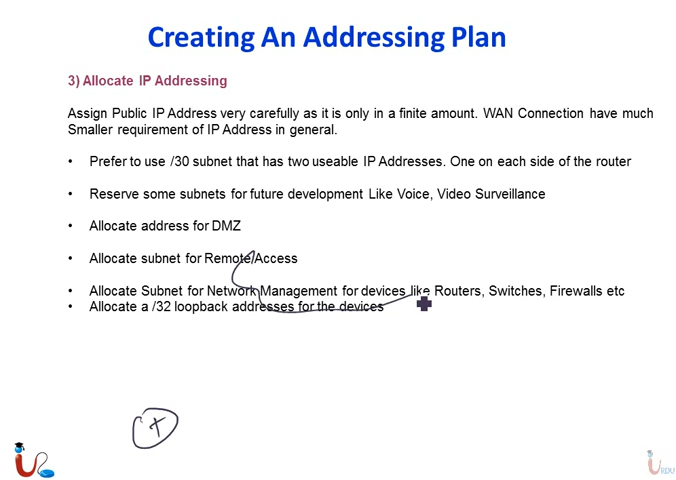 Creating An Addressing Plan
3) Allocate IP Addressing
Assign Public IP Address very carefully as it is only in a finite amount. WAN Connection have much
Smaller requirement of IP Address in general.
• Prefer to use /30 subnet that has two useable IP Addresses. One on each side of the router
• Reserve some subnets for future development Like Voice, Video Surveillance
• Allocate address for DMZ
• Allocate subnet for Remote/Access
• Allocate Subnet for Network Management for devices like Routers, Switches, Firewalls etc
• Allocate a /32 loopback addresses for the devices
URDU